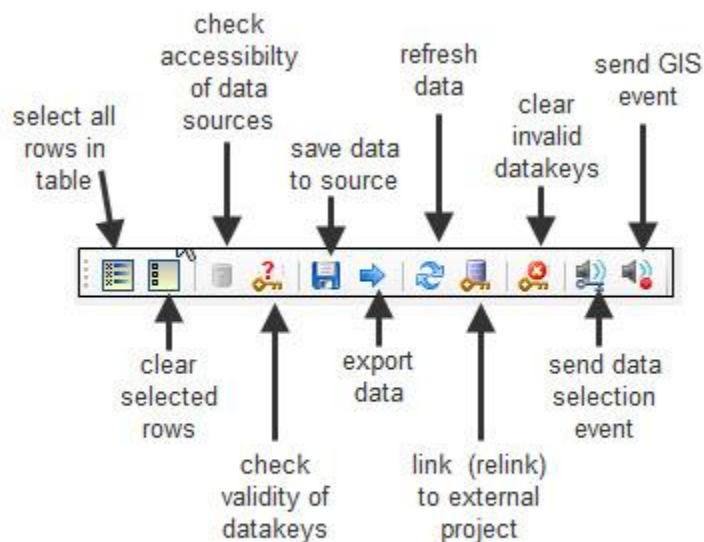 check
accessibilty
of data
sources
refresh
data
send GIS
event
select all
rows in
table
save data
to source
clear
invalid
datakeys
clear
selected
rows
export
data
send data
selection
event
check
validity of
datakeys
link (relink)
to external
project